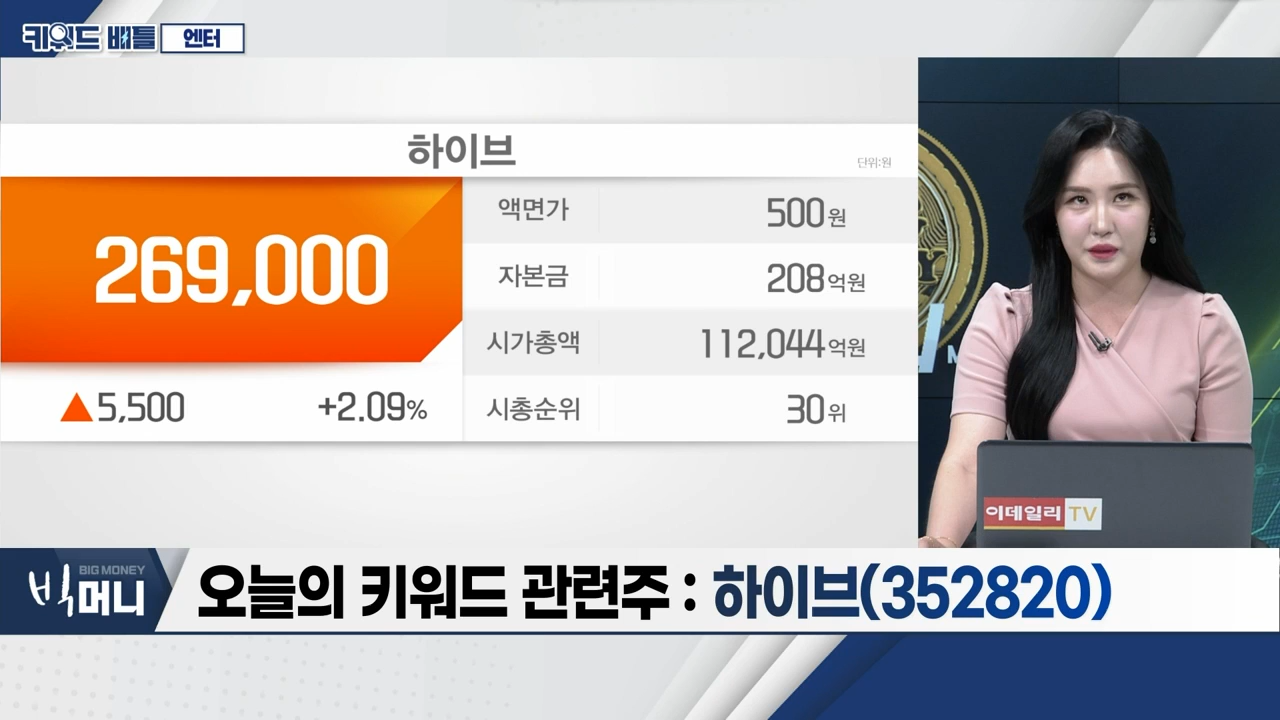 키워드 배틀 엔터
하이브
단위:원
269,000
▲5,500 +2.09%
액면가 500원
자본금 208억원
시가총액 112,044억원
시총순위 30위
이데일리TV
BIG MONEY
빅머니
오늘의 키워드 관련주 : 하이브(352820)